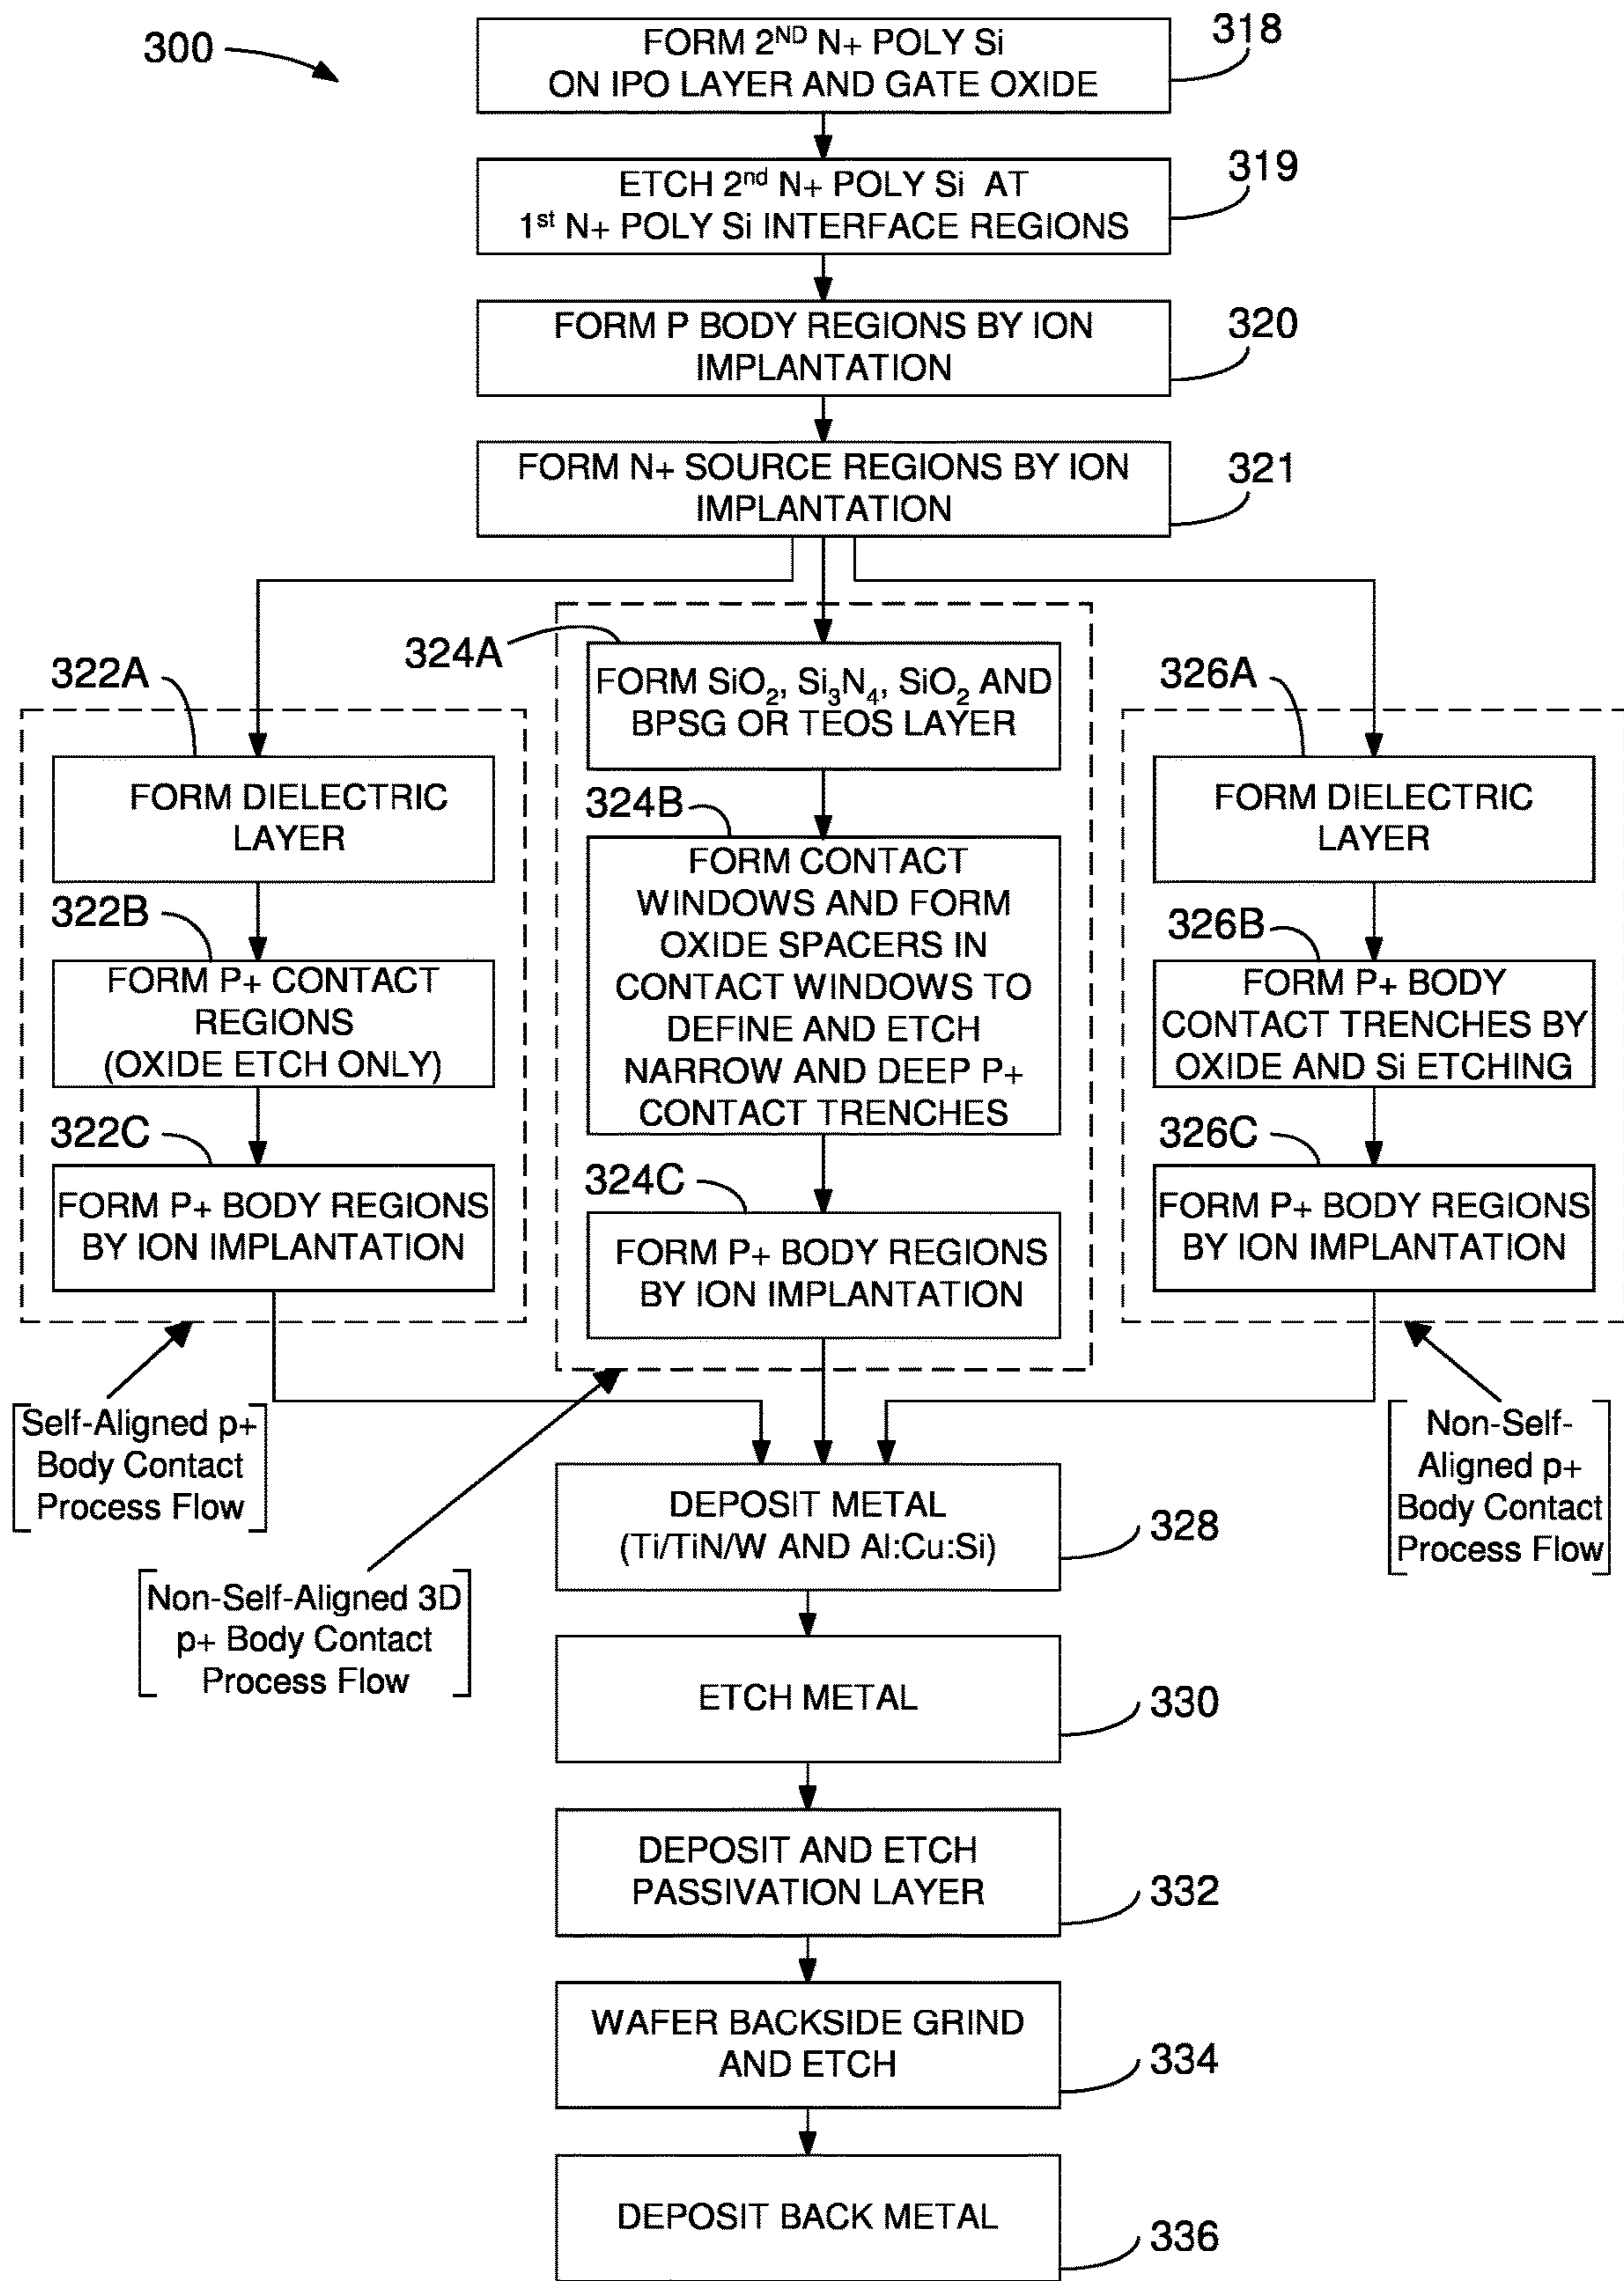 300
FORM 2ND N+ POLY Si
ON IPO LAYER AND GATE OXIDE
318
ETCH 2nd N+ POLY Si AT
1st N+ POLY Si INTERFACE REGIONS
319
FORM P BODY REGIONS BY ION
IMPLANTATION
320
FORM N+ SOURCE REGIONS BY ION
IMPLANTATION
321
322A
FORM DIELECTRIC
LAYER
322B
FORM P+ CONTACT
REGIONS
(OXIDE ETCH ONLY)
322C
FORM P+ BODY REGIONS
BY ION IMPLANTATION
Self-Aligned p+
Body Contact
Process Flow
324A
FORM SiO₂, Si₃N₄, SiO₂ AND
BPSG OR TEOS LAYER
324B
FORM CONTACT
WINDOWS AND FORM
OXIDE SPACERS IN
CONTACT WINDOWS TO
DEFINE AND ETCH
NARROW AND DEEP P+
CONTACT TRENCHES
324C
FORM P+ BODY REGIONS
BY ION IMPLANTATION
Non-Self-Aligned 3D
p+ Body Contact
Process Flow
326A
FORM DIELECTRIC
LAYER
326B
FORM P+ BODY
CONTACT TRENCHES BY
OXIDE AND Si ETCHING
326C
FORM P+ BODY REGIONS
BY ION IMPLANTATION
Non-Self-
Aligned p+
Body Contact
Process Flow
DEPOSIT METAL
(Ti/TiN/W AND Al:Cu:Si)
328
ETCH METAL
330
DEPOSIT AND ETCH
PASSIVATION LAYER
332
WAFER BACKSIDE GRIND
AND ETCH
334
DEPOSIT BACK METAL
336